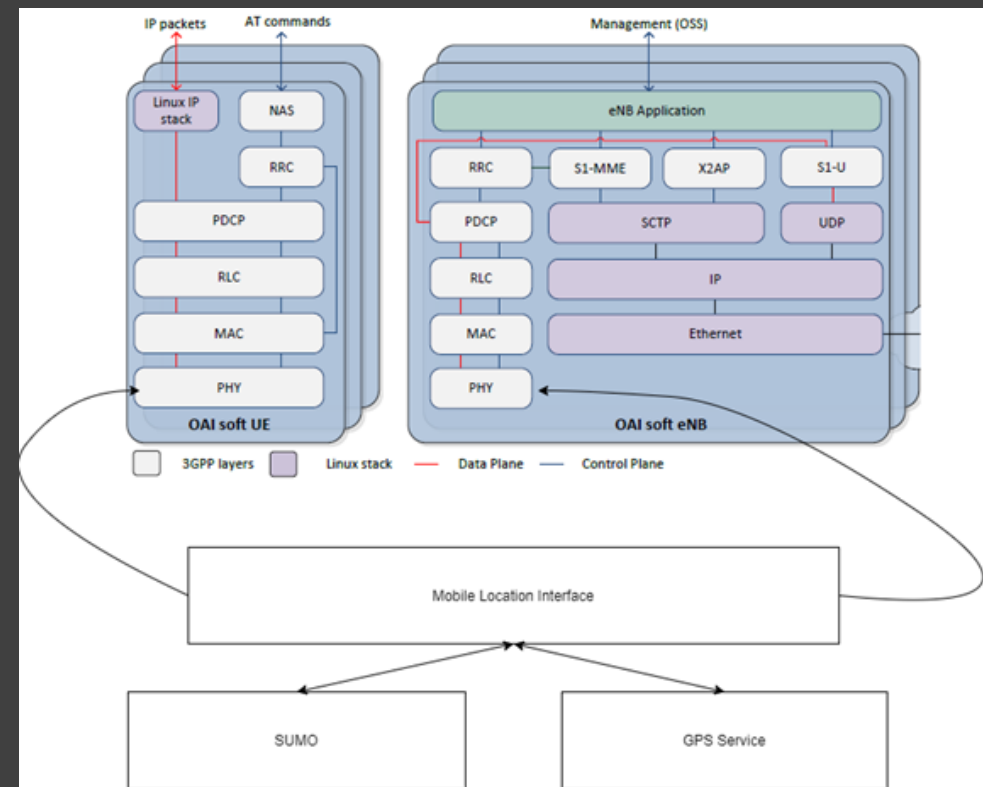 IP packets
AT commands
Management (OSS)
Linux IP
stack
NAS
RRC
PDCP
RLC
MAC
PHY
OAI soft UE
eNB Application
RRC
S1-MME
X2AP
S1-U
PDCP
SCTP
UDP
RLC
IP
MAC
Ethernet
PHY
OAI soft eNB
3GPP layers
Linux stack
Data Plane
Control Plane
Mobile Location Interface
SUMO
GPS Service